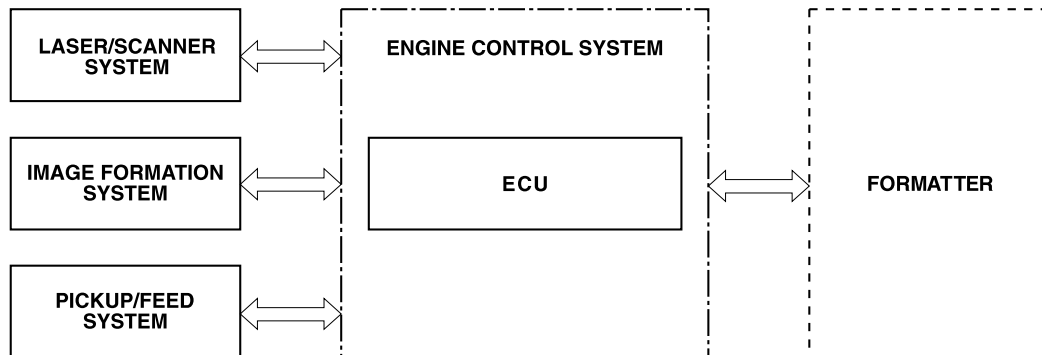 LASER/SCANNER
SYSTEM
ENGINE CONTROL SYSTEM
IMAGE FORMATION
SYSTEM
ECU
FORMATTER
PICKUP/FEED
SYSTEM